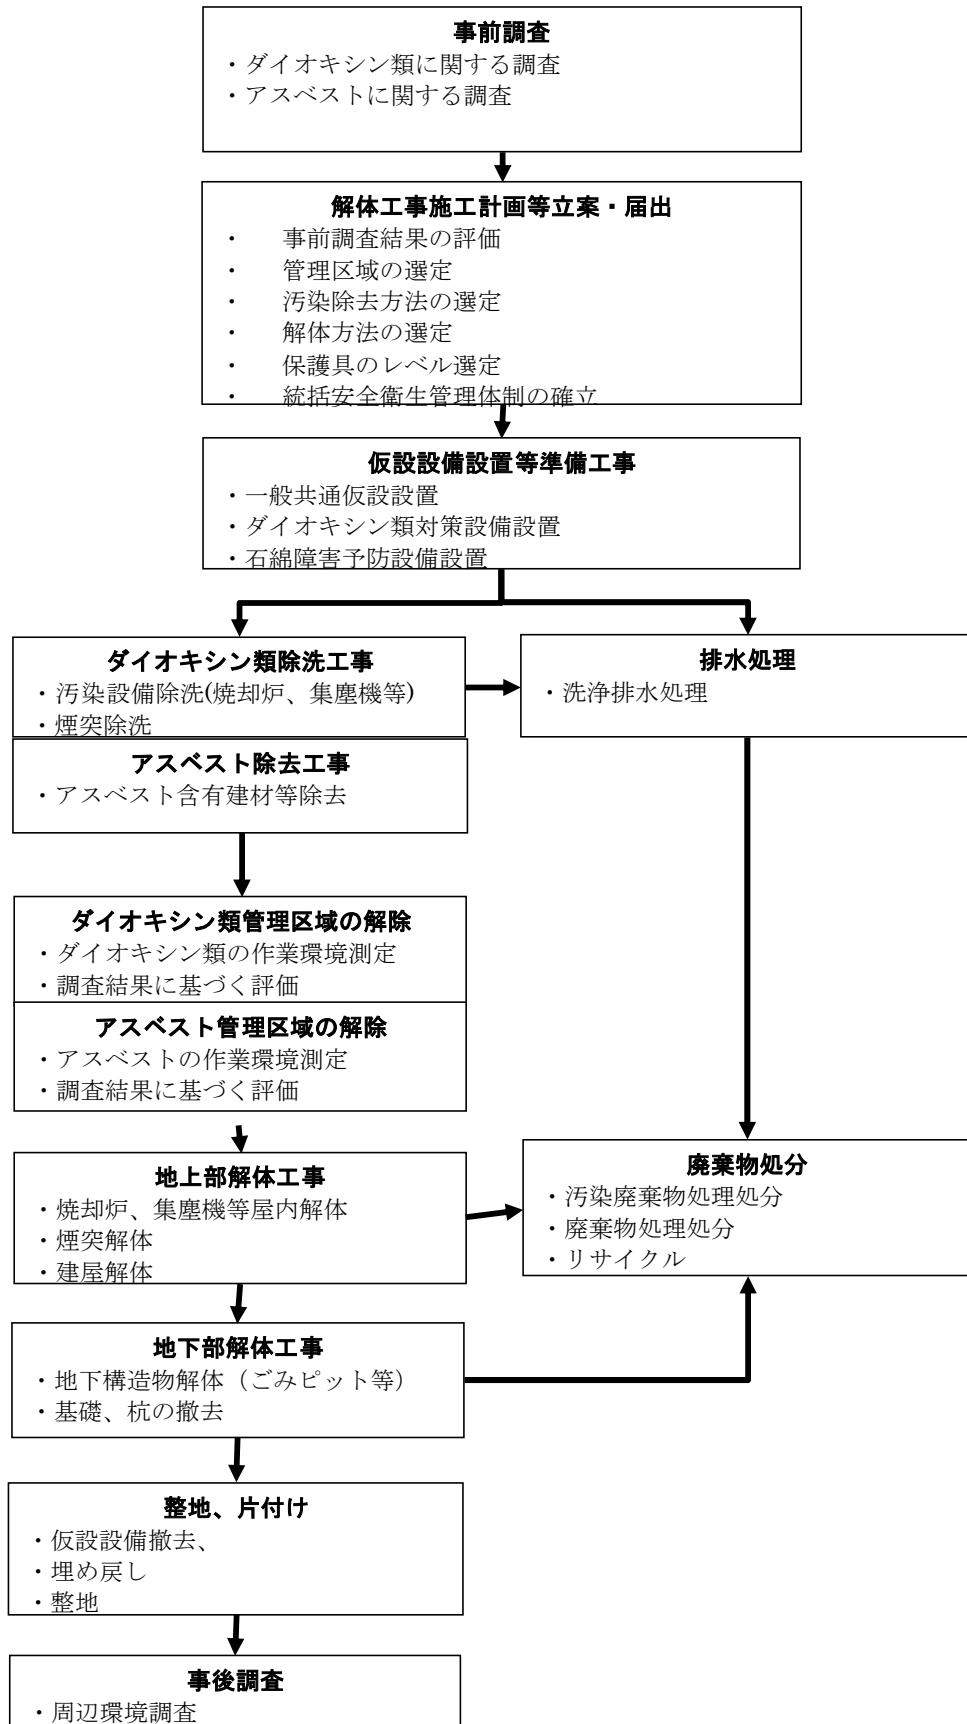 事前調査
・ダイオキシン類に関する調査
・アスベストに関する調査
解体工事施工計画等立案・届出
・　事前調査結果の評価
・　管理区域の選定
・　汚染除去方法の選定
・　解体方法の選定
・　保護具のレベル選定
・　統括安全衛生管理体制の確立
仮設設備設置等準備工事
・一般共通仮設設置
・ダイオキシン類対策設備設置
・石綿障害予防設備設置
ダイオキシン類除洗工事
・汚染設備除洗(焼却炉、集塵機等)
・煙突除洗
排水処理
・洗浄排水処理
アスベスト除去工事
・アスベスト含有建材等除去
ダイオキシン類管理区域の解除
・ダイオキシン類の作業環境測定
・調査結果に基づく評価
アスベスト管理区域の解除
・アスベストの作業環境測定
・調査結果に基づく評価
地上部解体工事
・焼却炉、集塵機等屋内解体
・煙突解体
・建屋解体
廃棄物処分
・汚染廃棄物処理処分
・廃棄物処理処分
・リサイクル
地下部解体工事
・地下構造物解体（ごみピット等）
・基礎、杭の撤去
整地、片付け
・仮設設備撤去、
・埋め戻し
・整地
事後調査
・周辺環境調査